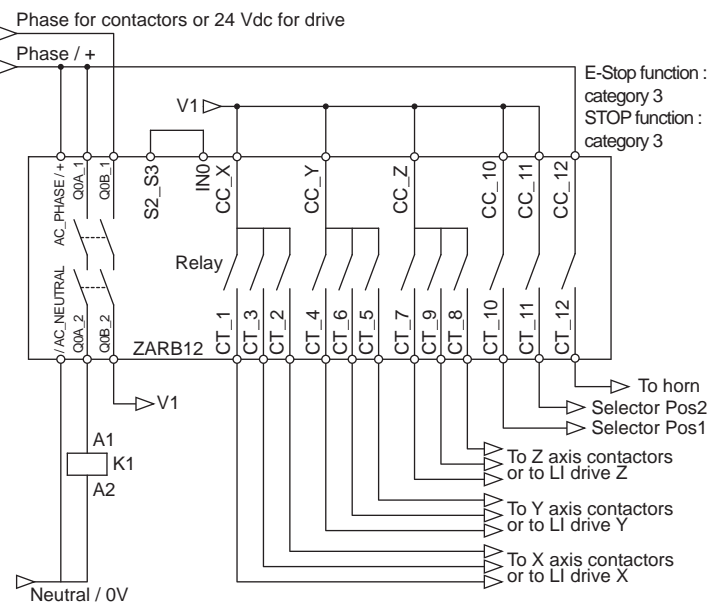 Phase for contactors or 24 Vdc for drive
Phase / +
E-Stop function :
category 3
STOP function :
category 3
V1
AC_PHASE / +
Q0A_1
Q0B_1
S2_S3
IN0
CC_X
CC_Y
CC_Z
CC_10
CC_11
CC_12
Relay
/ AC_NEUTRAL
Q0A_2
Q0B_2
ZARB12
CT_1
CT_3
CT_2
CT_4
CT_6
CT_5
CT_7
CT_9
CT_8
CT_10
CT_11
CT_12
To horn
V1
Selector Pos2
Selector Pos1
A1
K1
A2
To Z axis contactors
or to LI drive Z
To Y axis contactors
or to LI drive Y
To X axis contactors
or to LI drive X
Neutral / 0V